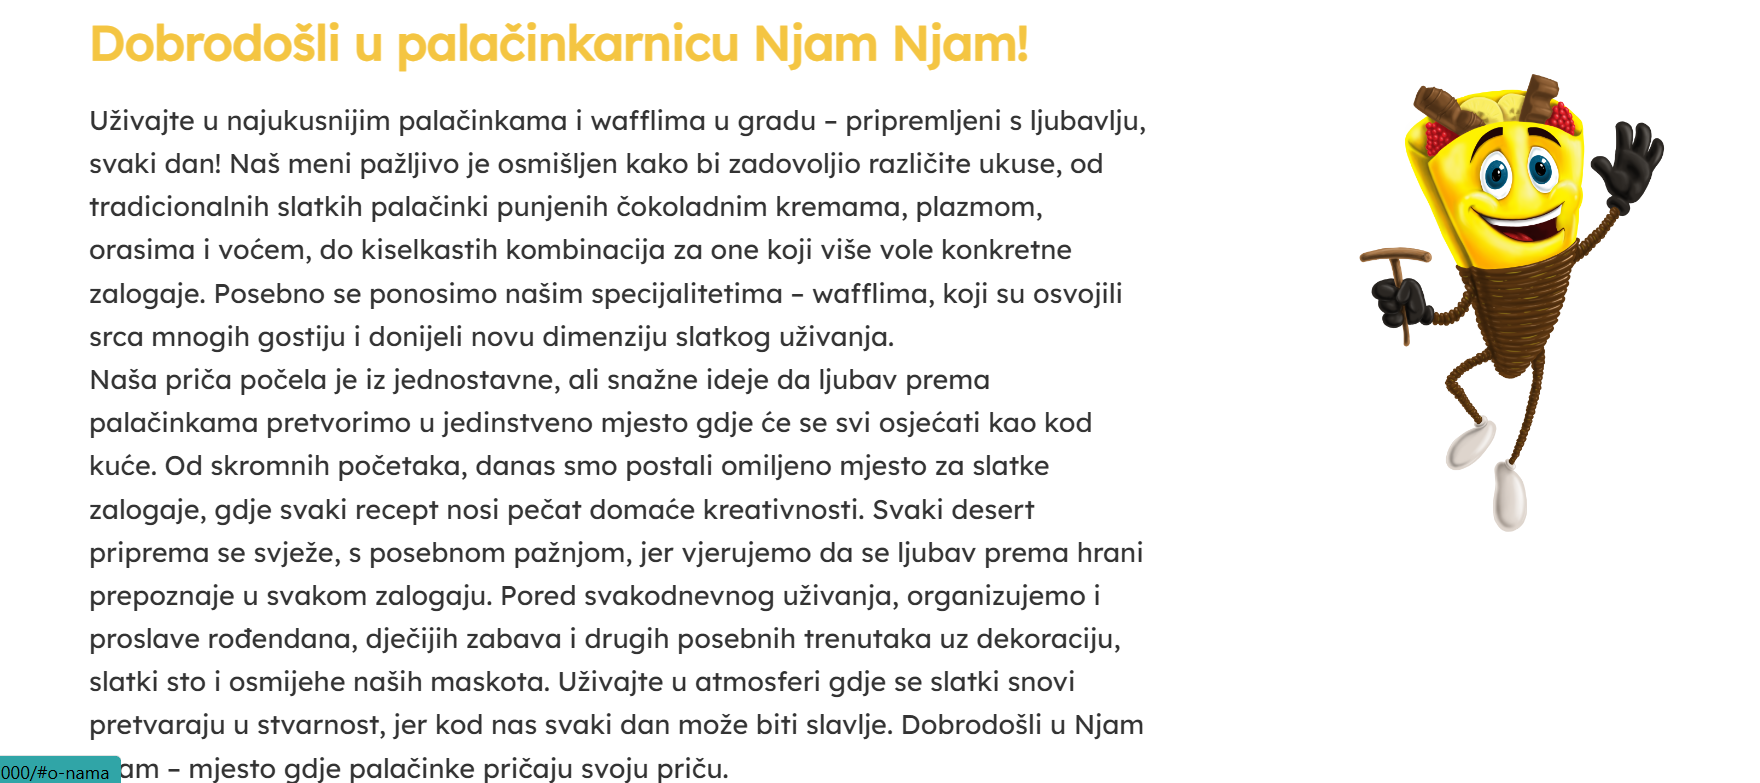 Dobrodošli u palačinkarnicu Njam Njam!
Uživajte u najukusnijim palačinkama i wafflima u gradu – pripremljeni s ljubavlju,
svaki dan! Naš meni pažljivo je osmišljen kako bi zadovoljio različite ukuse, od
tradicionalnih slatkih palačinki punjenih čokoladnim kremama, plazmom,
orasima i voćem, do kiselkastih kombinacija za one koji više vole konkretne
zalogaje. Posebno se ponosimo našim specijalitetima – wafflima, koji su osvojili
srca mnogih gostiju i donijeli novu dimenziju slatkog uživanja.
Naša priča počela je iz jednostavne, ali snažne ideje da ljubav prema
palačinkama pretvorimo u jedinstveno mjesto gdje će se svi osjećati kao kod
kuće. Od skromnih početaka, danas smo postali omiljeno mjesto za slatke
zalogaje, gdje svaki recept nosi pečat domaće kreativnosti. Svaki desert
priprema se svježe, s posebnom pažnjom, jer vjerujemo da se ljubav prema hrani
prepoznaje u svakom zalogaju. Pored svakodnevnog uživanja, organizujemo i
proslave rođendana, dječijih zabava i drugih posebnih trenutaka uz dekoraciju,
slatki sto i osmijehe naših maskota. Uživajte u atmosferi gdje se slatki snovi
pretvaraju u stvarnost, jer kod nas svaki dan može biti slavlje. Dobrodošli u Njam
am – mjesto gdje palačinke pričaju svoju priču.
000/#o-nama